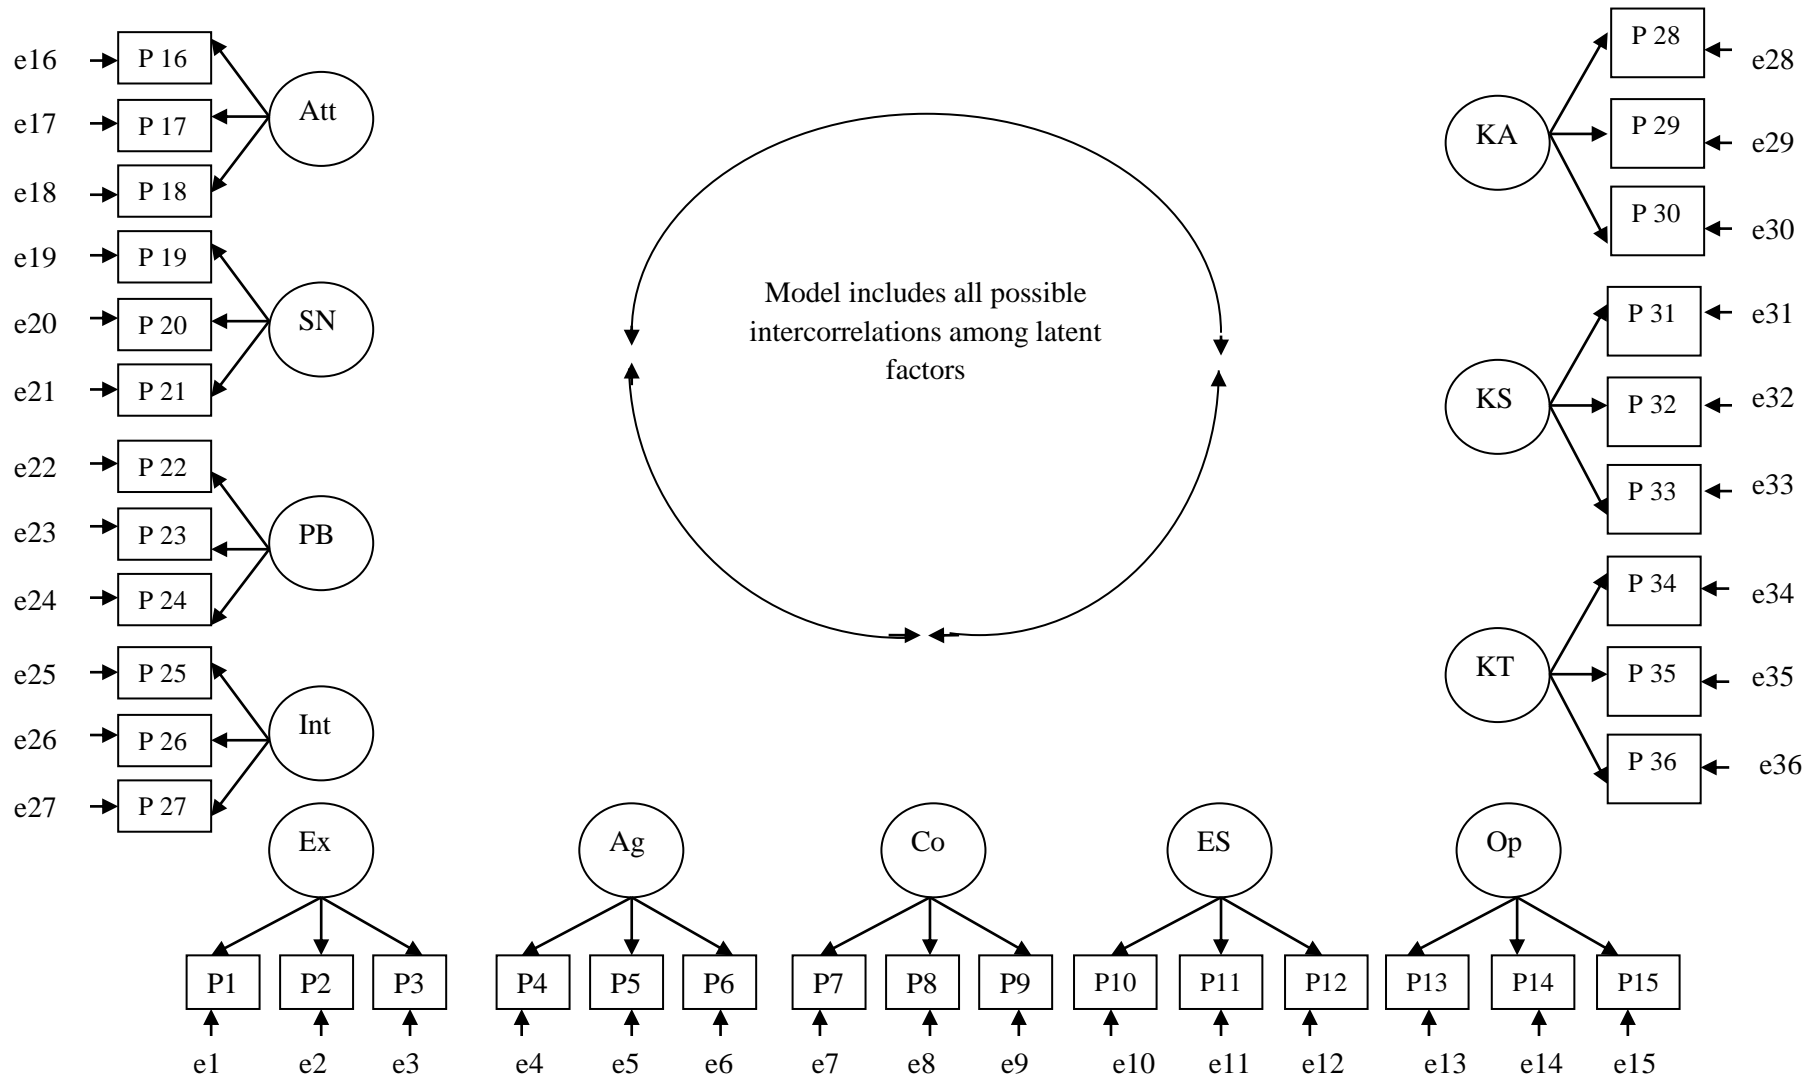 e16
P 16
Att
e17
P 17
e18
P 18
e19
P 19
SN
e20
P 20
e21
P 21
e22
P 22
PB
e23
P 23
e24
P 24
e25
P 25
Int
e26
P 26
e27
P 27
Model includes all possible
intercorrelations among latent
factors
P 28
e28
KA
P 29
e29
P 30
e30
P 31
e31
KS
P 32
e32
P 33
e33
P 34
e34
KT
P 35
e35
P 36
e36
Ex
Ag
Co
ES
Op
P1
P2
P3
P4
P5
P6
P7
P8
P9
P10
P11
P12
P13
P14
P15
e1
e2
e3
e4
e5
e6
e7
e8
e9
e10
e11
e12
e13
e14
e15